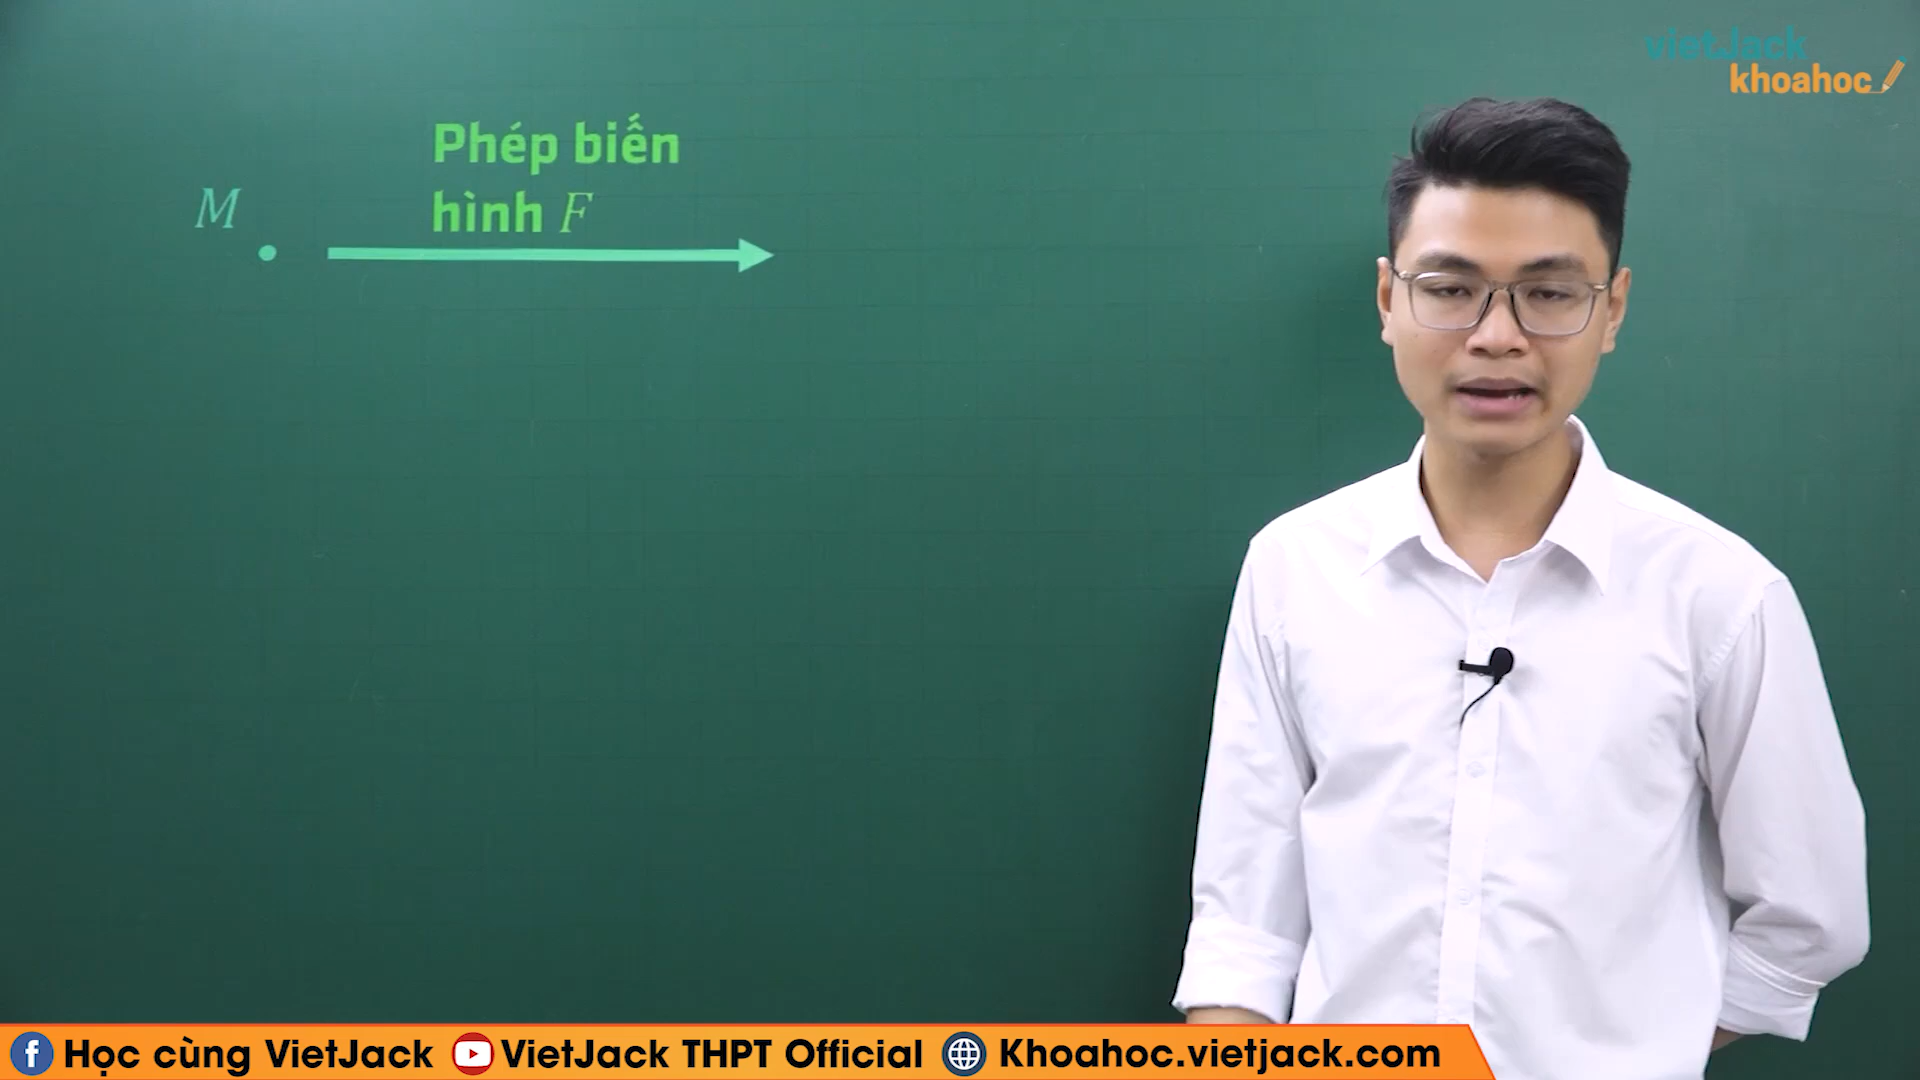 vietJack
khoahoc
Phép biến
hình F
M
Học cùng VietJack
VietJack THPT Official
Khoahoc.vietjack.com